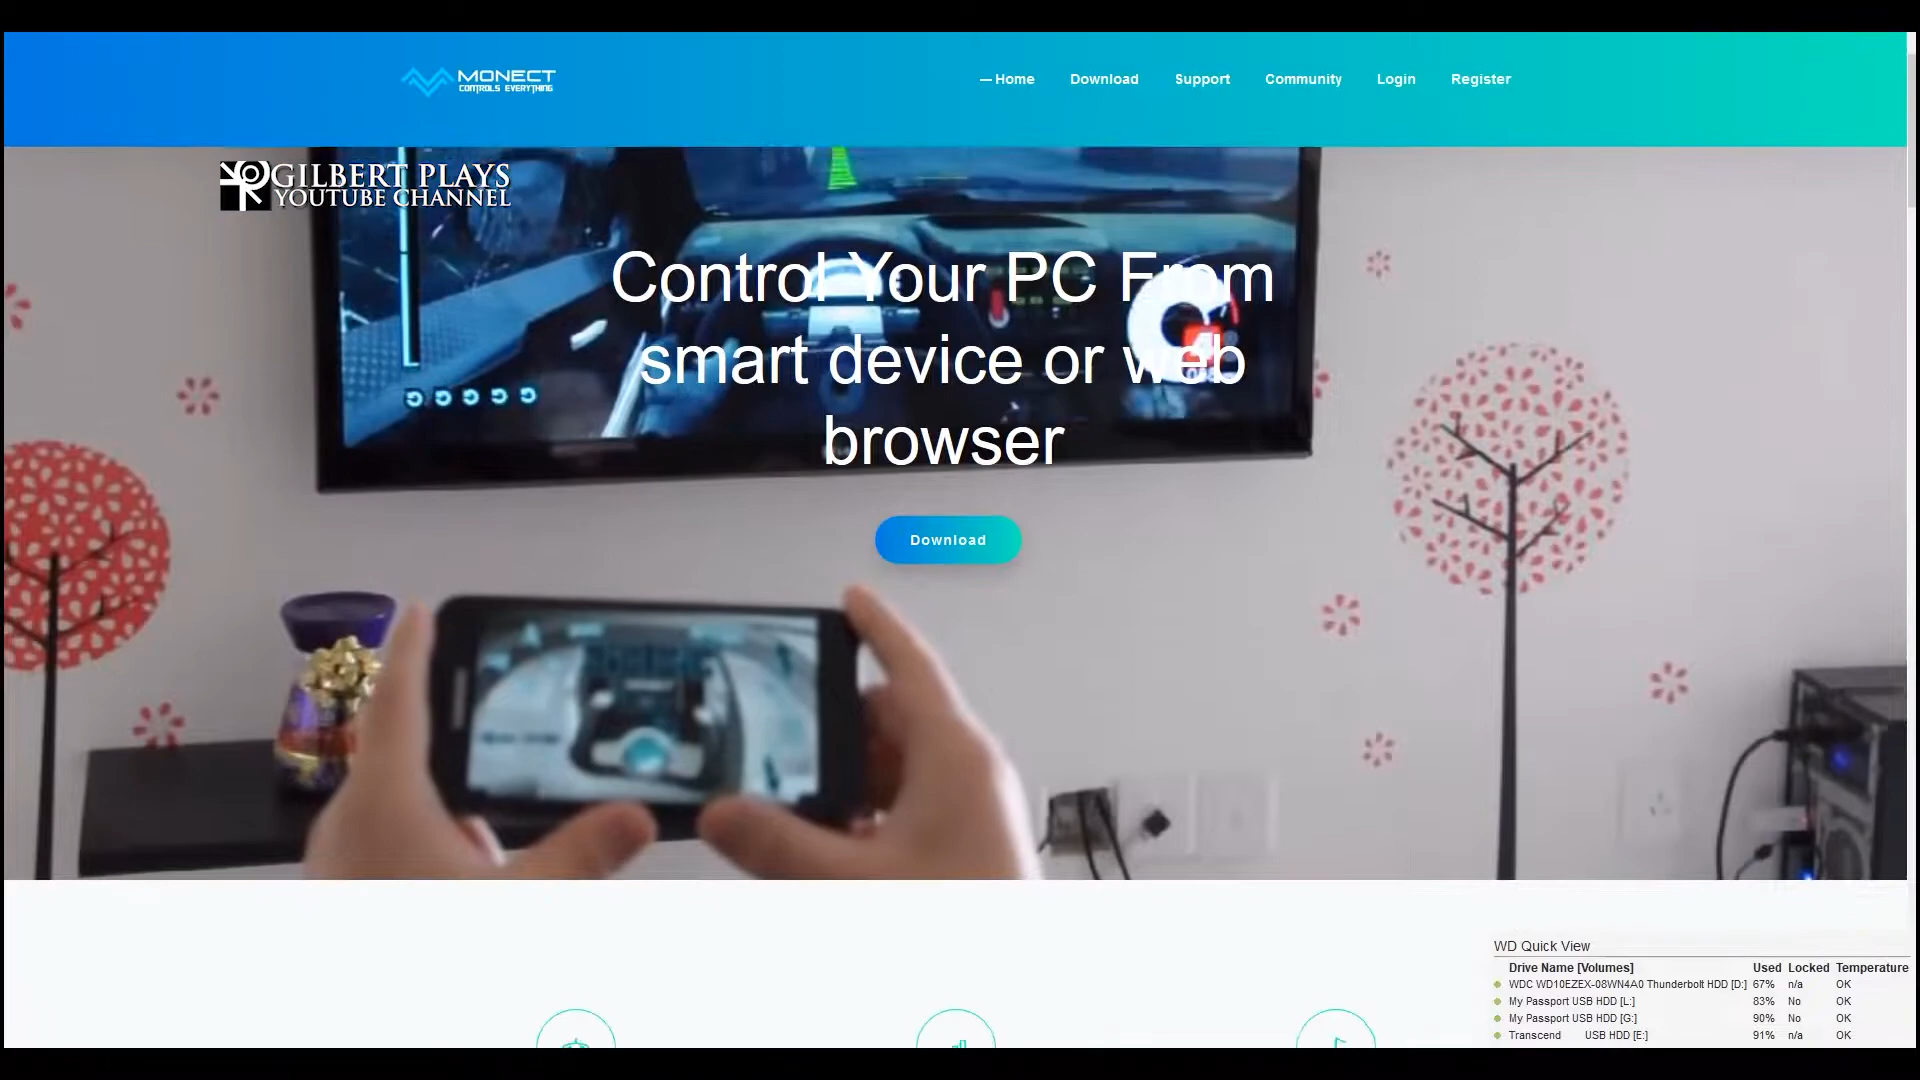 MONECT
CONTROLS EVERYTHING
Home
Download
Support
Community
Login
Register
GILBERT PLAYS
YOUTUBE CHANNEL
Control Your PC From
smart device or web
browser
Download
WD Quick View
Drive Name [Volumes] Used Locked Temperature
WDC WD10EZEX-08WN4A0 Thunderbolt HDD [D:] 67% n/a OK
My Passport USB HDD [L:] 83% No OK
My Passport USB HDD [G:] 90% No OK
Transcend USB HDD [E:] 91% n/a OK